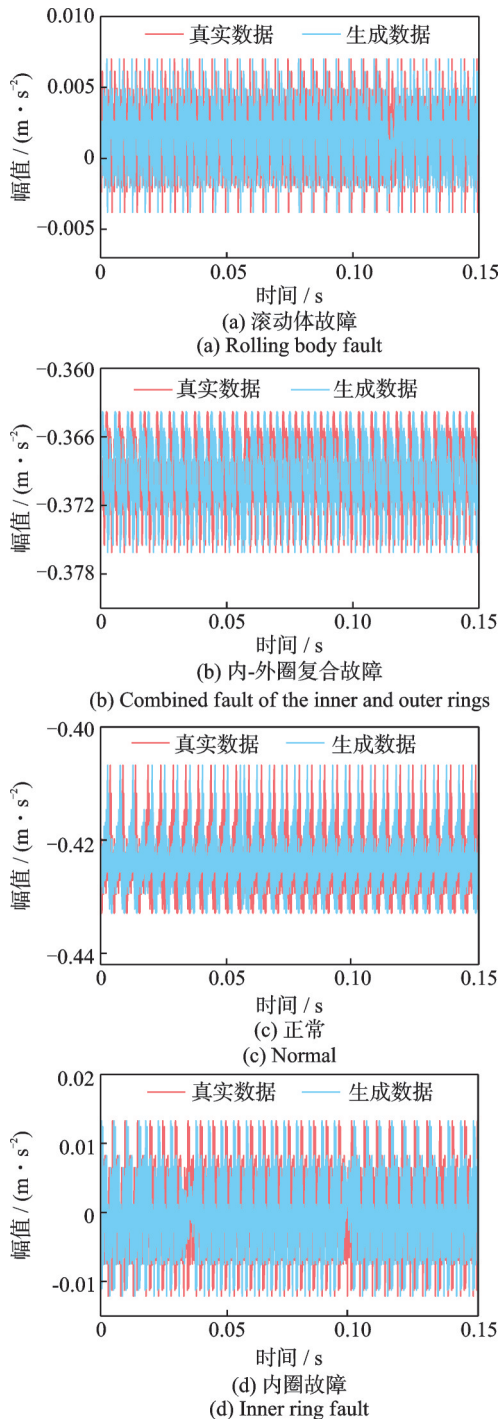 0.010
真实数据 生成数据
0.005
0
−0.005
幅值 / (m・s⁻²)
0 0.05 0.10 0.15
时间 / s
(a) 滚动体故障
(a) Rolling body fault
−0.360
真实数据 生成数据
−0.366
−0.372
−0.378
幅值 / (m・s⁻²)
0 0.05 0.10 0.15
时间 / s
(b) 内-外圈复合故障
(b) Combined fault of the inner and outer rings
−0.40
真实数据 生成数据
−0.42
−0.44
幅值 / (m・s⁻²)
0 0.05 0.10 0.15
时间 / s
(c) 正常
(c) Normal
0.02
真实数据 生成数据
0.01
0
-0.01
幅值 / (m・s⁻²)
0 0.05 0.10 0.15
时间 / s
(d) 内圈故障
(d) Inner ring fault